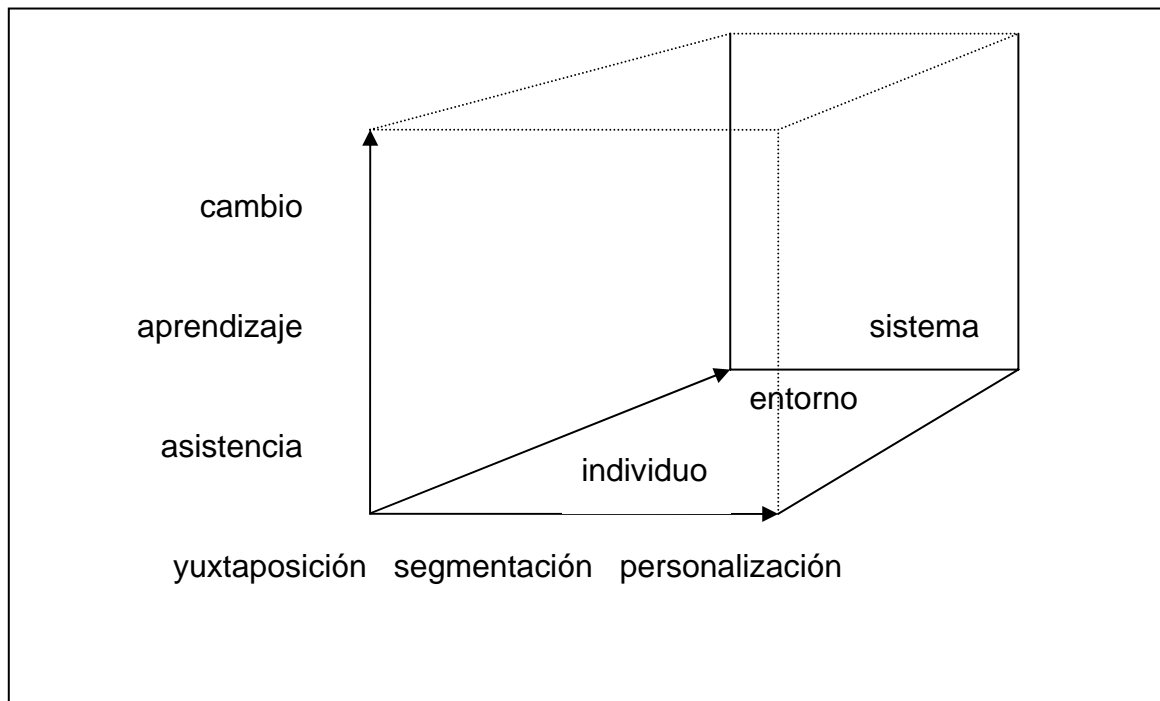 cambio
aprendizaje
sistema
entorno
asistencia
individuo
yuxtaposición segmentación personalización